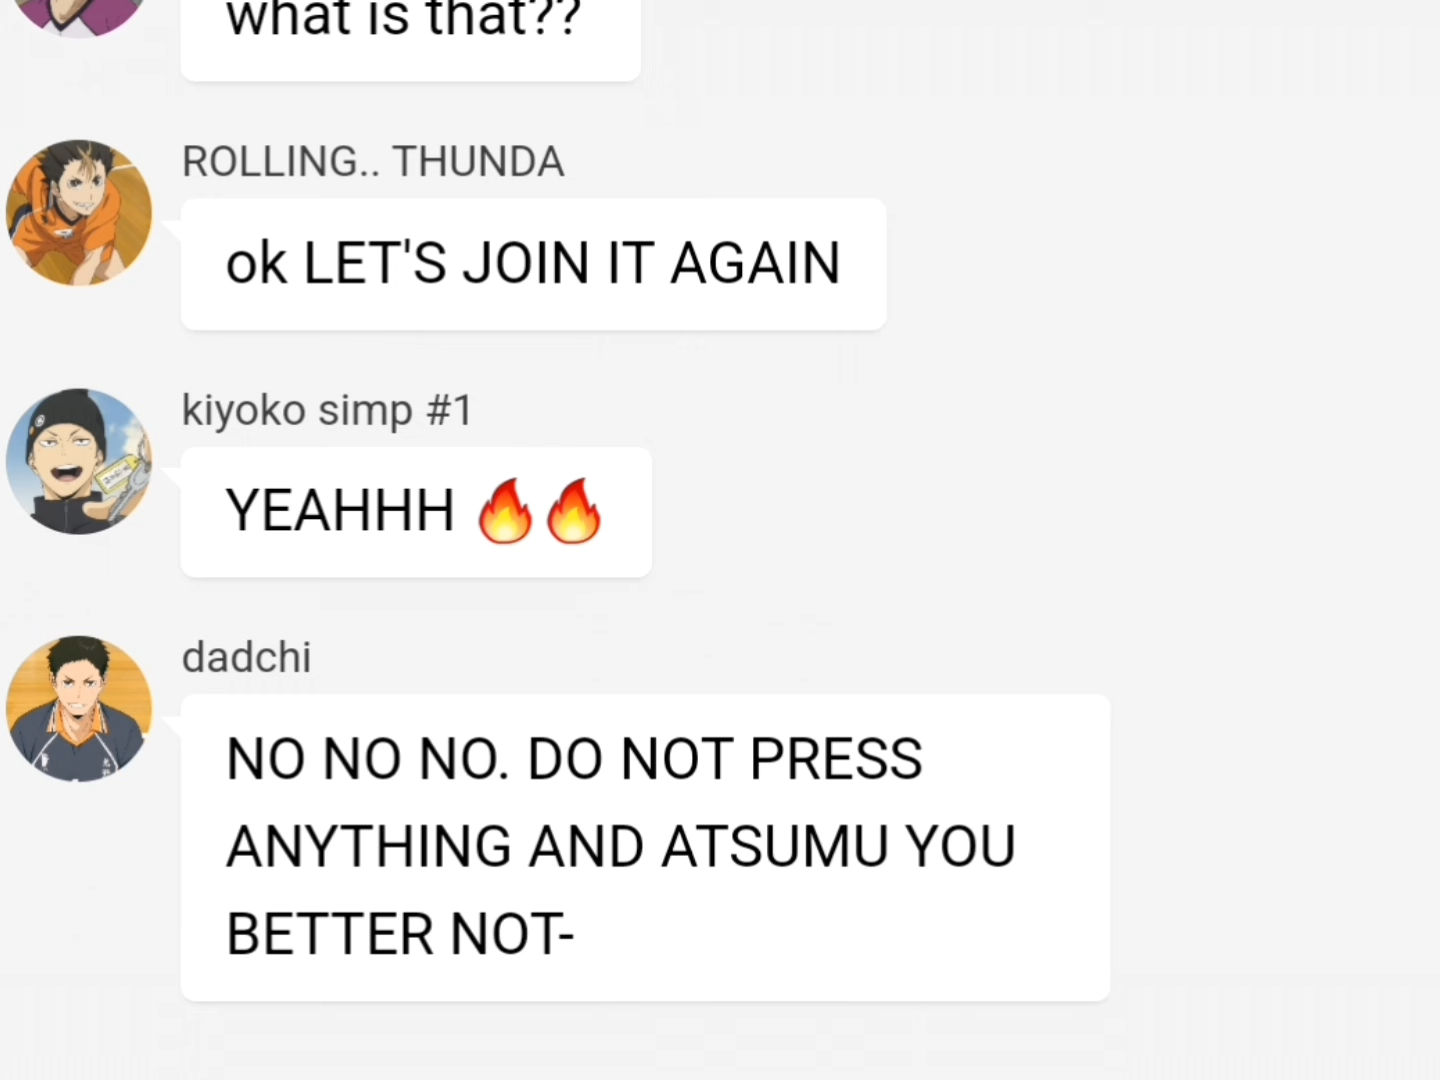 what is that??
ROLLING.. THUNDA
ok LET'S JOIN IT AGAIN
kiyoko simp #1
YEAHHH 🔥🔥
dadchi
NO NO NO. DO NOT PRESS
ANYTHING AND ATSUMU YOU
BETTER NOT-